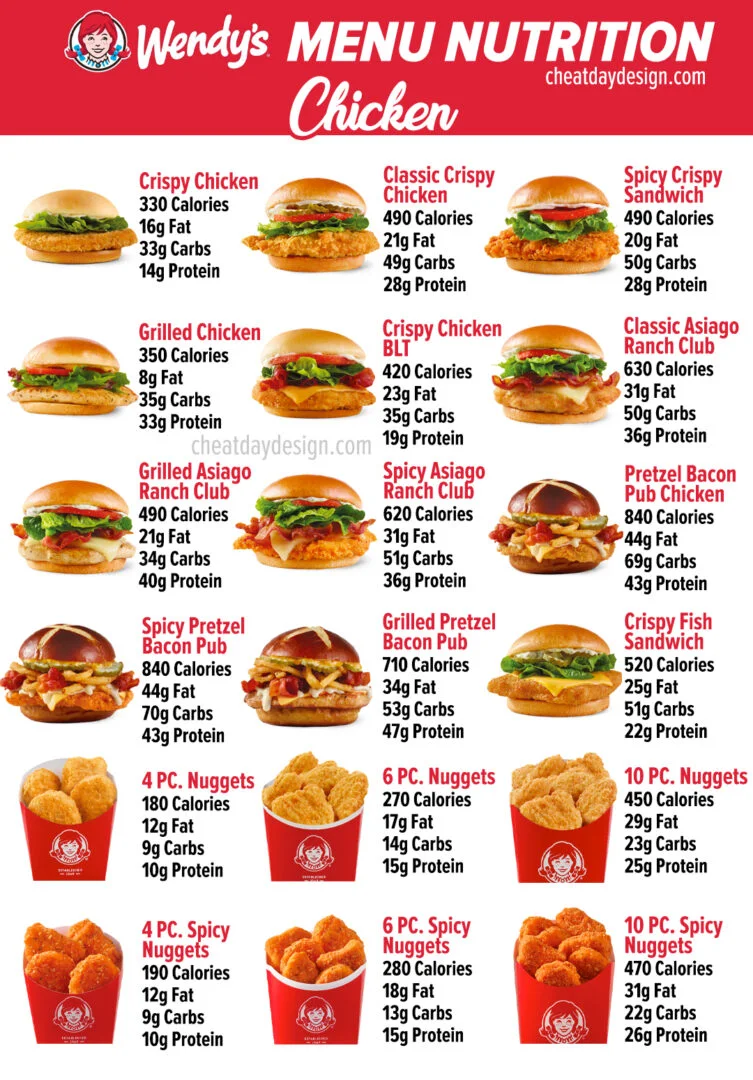 Wendy's MENU NUTRITION
cheatdaydesign.com
Chicken
Crispy Chicken
330 Calories
16g Fat
33g Carbs
14g Protein
Classic Crispy
Chicken
490 Calories
21g Fat
49g Carbs
28g Protein
Spicy Crispy
Sandwich
490 Calories
20g Fat
50g Carbs
28g Protein
Grilled Chicken
350 Calories
8g Fat
35g Carbs
33g Protein
Crispy Chicken
BLT
420 Calories
23g Fat
35g Carbs
19g Protein
Classic Asiago
Ranch Club
630 Calories
31g Fat
50g Carbs
36g Protein
cheatdaydesign.com
Grilled Asiago
Ranch Club
490 Calories
21g Fat
34g Carbs
40g Protein
Spicy Asiago
Ranch Club
620 Calories
31g Fat
51g Carbs
36g Protein
Pretzel Bacon
Pub Chicken
840 Calories
44g Fat
69g Carbs
43g Protein
Spicy Pretzel
Bacon Pub
840 Calories
44g Fat
70g Carbs
43g Protein
Grilled Pretzel
Bacon Pub
710 Calories
34g Fat
53g Carbs
47g Protein
Crispy Fish
Sandwich
520 Calories
25g Fat
51g Carbs
22g Protein
4 PC. Nuggets
180 Calories
12g Fat
9g Carbs
10g Protein
6 PC. Nuggets
270 Calories
17g Fat
14g Carbs
15g Protein
10 PC. Nuggets
450 Calories
29g Fat
23g Carbs
25g Protein
4 PC. Spicy
Nuggets
190 Calories
12g Fat
9g Carbs
10g Protein
6 PC. Spicy
Nuggets
280 Calories
18g Fat
13g Carbs
15g Protein
10 PC. Spicy
Nuggets
470 Calories
31g Fat
22g Carbs
26g Protein